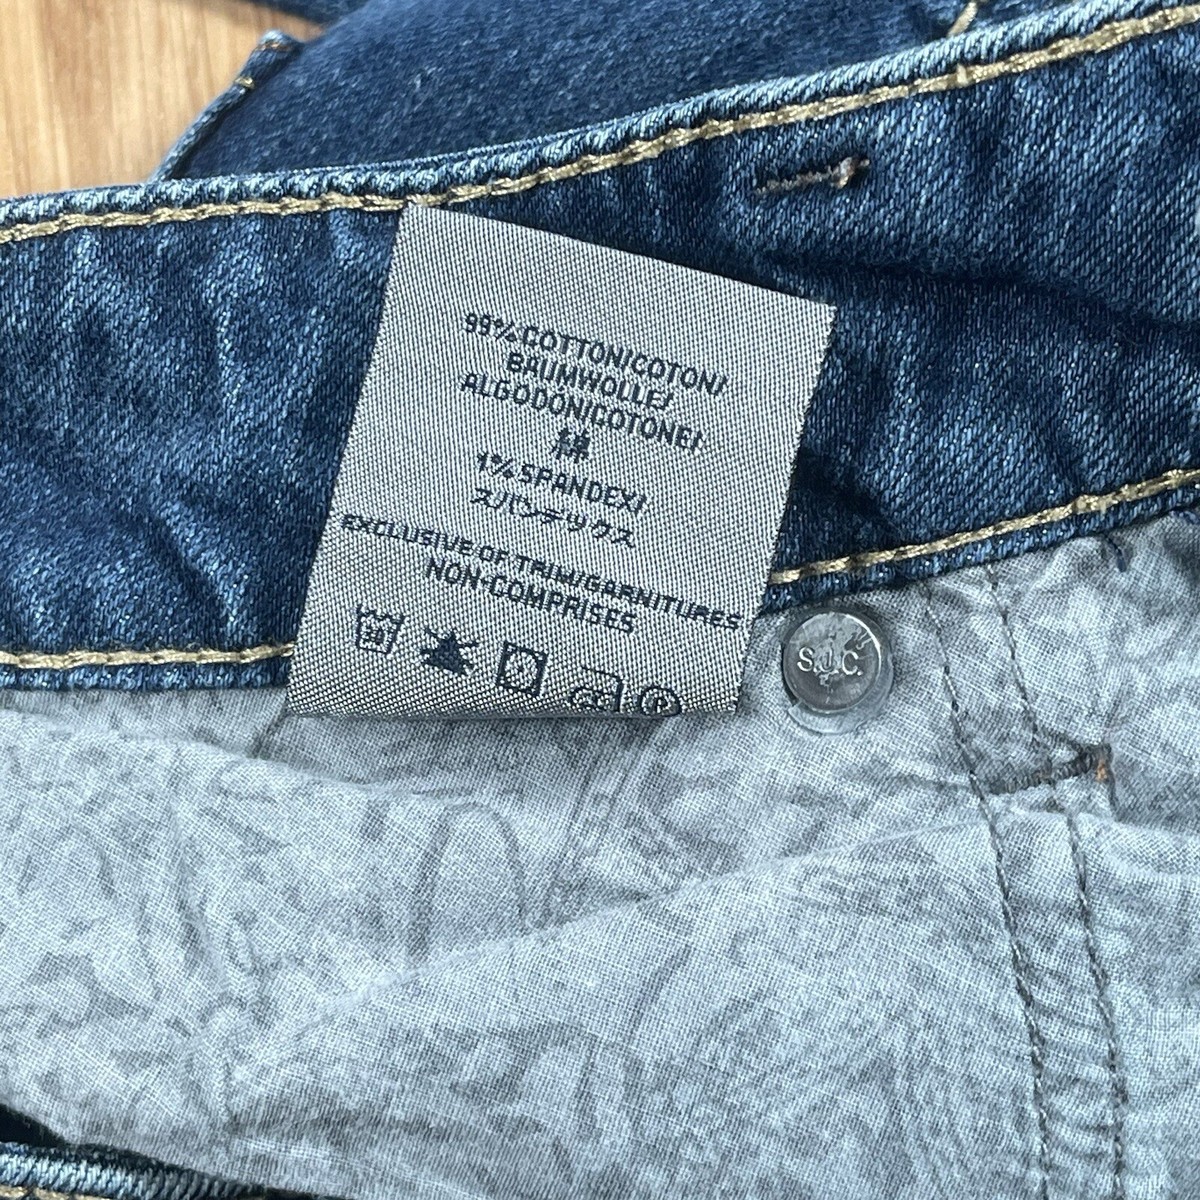 99% COTTON/COTON/
BAUMWOLLE/
ALGODON/COTONE/
綿
1% SPANDEX/
スパンデックス
EXCLUSIVE OF TRIM/GARNITURES
NON-COMPRISES
30
P
S.J.C.